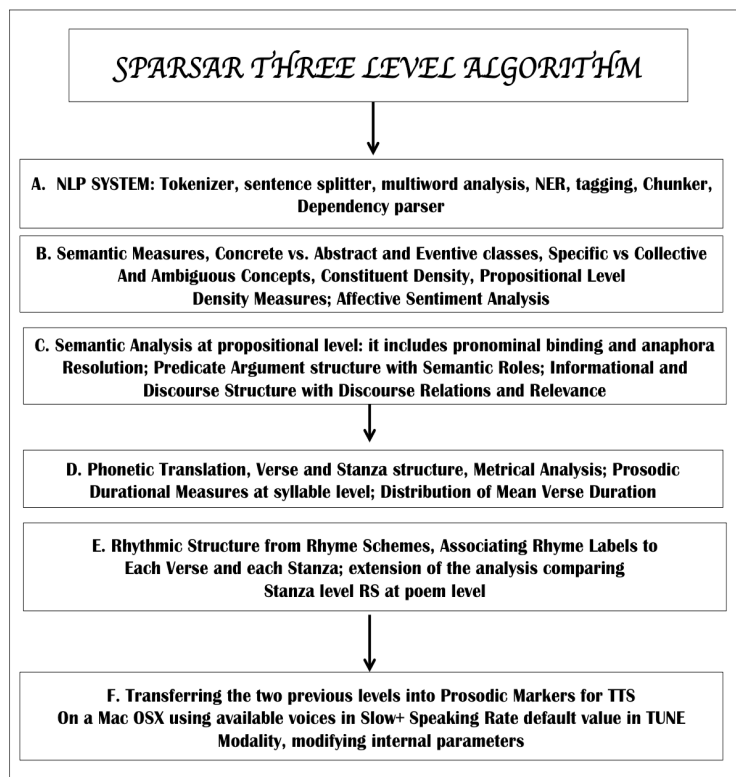 SPARSAR THREE LEVEL ALGORITHM
A. NLP SYSTEM: Tokenizer, sentence splitter, multiword analysis, NER, tagging, Chunker,
Dependency parser
B. Semantic Measures, Concrete vs. Abstract and Eventive classes, Specific vs Collective
And Ambiguous Concepts, Constituent Density, Propositional Level
Density Measures; Affective Sentiment Analysis
C. Semantic Analysis at propositional level: it includes pronominal binding and anaphora
Resolution; Predicate Argument structure with Semantic Roles; Informational and
Discourse Structure with Discourse Relations and Relevance
D. Phonetic Translation, Verse and Stanza structure, Metrical Analysis; Prosodic
Durational Measures at syllable level; Distribution of Mean Verse Duration
E. Rhythmic Structure from Rhyme Schemes, Associating Rhyme Labels to
Each Verse and each Stanza; extension of the analysis comparing
Stanza level RS at poem level
F. Transferring the two previous levels into Prosodic Markers for TTS
On a Mac OSX using available voices in Slow+ Speaking Rate default value in TUNE
Modality, modifying internal parameters